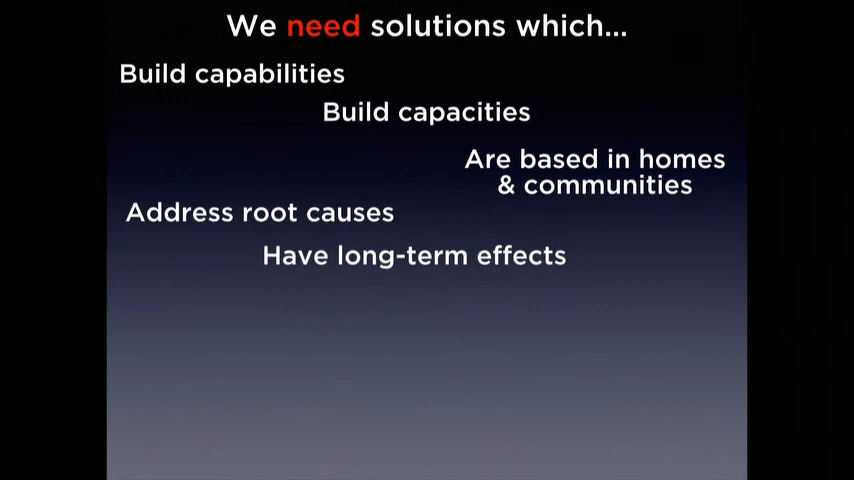 We need solutions which...
Build capabilities
Build capacities
Are based in homes
& communities
Address root causes
Have long-term effects